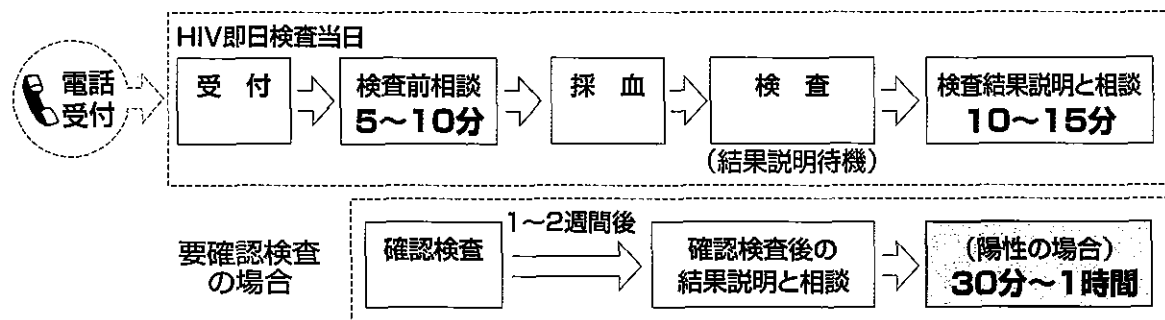 HIV即日検査当日
電話
受付
受　付
検査前相談
5～10分
採　血
検　査
(結果説明待機)
検査結果説明と相談
10～15分
要確認検査
の場合
確認検査
1～2週間後
確認検査後の
結果説明と相談
(陽性の場合)
30分～1時間